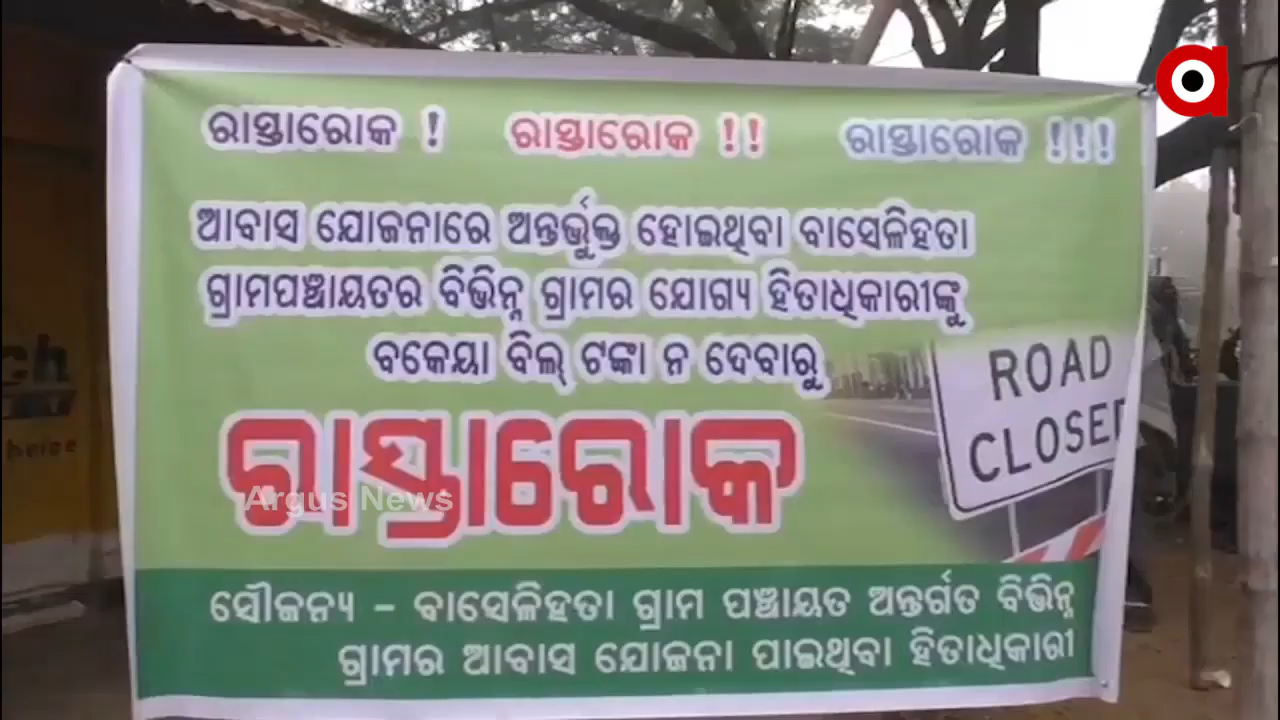 ରାସ୍ତାରୋକ ! ରାସ୍ତାରୋକ !! ରାସ୍ତାରୋକ !!!
ଆବାସ ଯୋଜନାରେ ଅନ୍ତର୍ଭୁକ୍ତ ହୋଇଥିବା ବାସେଳିହତା
ଗ୍ରାମପଞ୍ଚାୟତର ବିଭିନ୍ନ ଗ୍ରାମର ଯୋଗ୍ୟ ହିତାଧିକାରୀଙ୍କୁ
ବକେୟା ବିଲ୍ ଟଙ୍କା ନ ଦେବାରୁ
ROAD
CLOSED
ରାସ୍ତାରୋକ
Argus News
ସୌଜନ୍ୟ - ବାସେଳିହତା ଗ୍ରାମ ପଞ୍ଚାୟତ ଅନ୍ତର୍ଗତ ବିଭିନ୍ନ
ଗ୍ରାମର ଆବାସ ଯୋଜନା ପାଇଥିବା ହିତାଧିକାରୀ